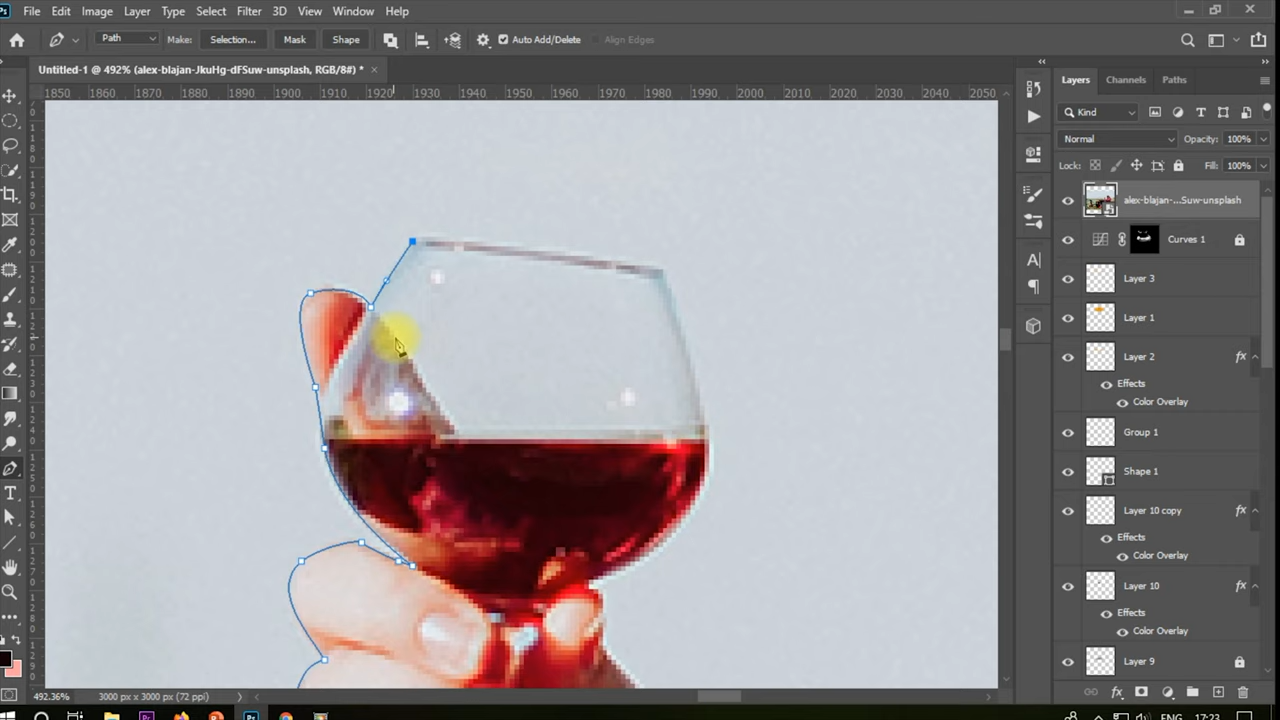 Ps File Edit Image Layer Type Select Filter 3D View Window Help
Path Make: Selection... Mask Shape Auto Add/Delete Align Edges
Untitled-1 @ 492% (alex-blajan-JkuHg-dFSuw-unsplash, RGB/8#) * ×
1850 1860 1870 1880 1890 1900 1910 1920 1930 1940 1950 1960 1970 1980 1990 2000 2010 2020 2030 2040 2050
Layers Channels Paths
Kind
Normal Opacity: 100%
Lock: Fill: 100%
alex-blajan-...Suw-unsplash
Curves 1
Layer 3
Layer 1
Layer 2 fx
Effects
Color Overlay
Group 1
Shape 1
Layer 10 copy fx
Effects
Color Overlay
Layer 10 fx
Effects
Color Overlay
Layer 9
492.36% 3000 px x 3000 px (72 ppi)
ENG 17:23